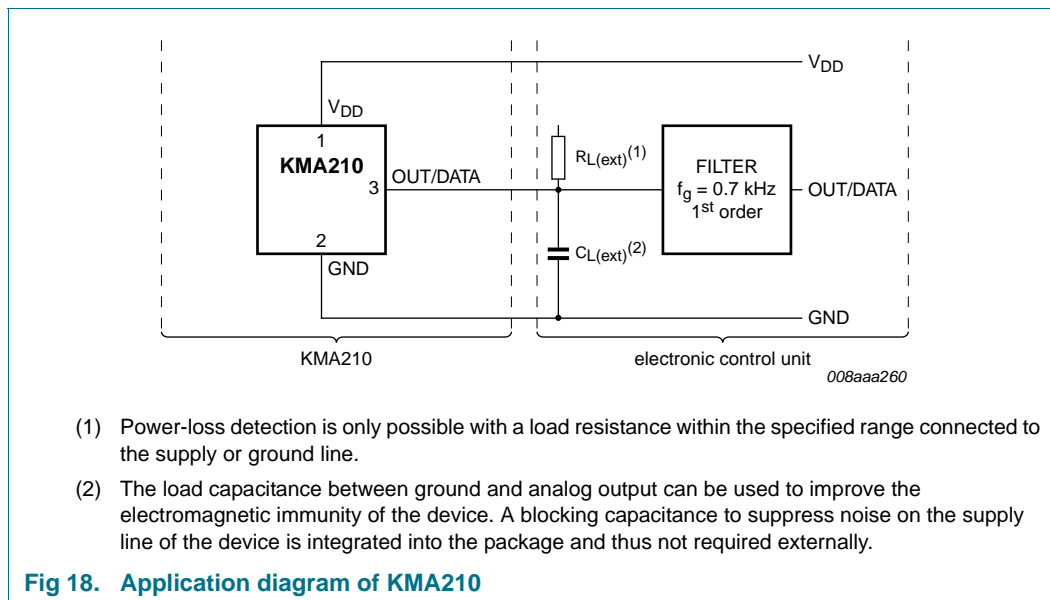 VDD
VDD
1
KMA210
3
OUT/DATA
2
GND
RL(ext)(1)
CL(ext)(2)
FILTER
fg = 0.7 kHz
1st order
OUT/DATA
GND
KMA210
electronic control unit
008aaa260
(1) Power-loss detection is only possible with a load resistance within the specified range connected to
the supply or ground line.
(2) The load capacitance between ground and analog output can be used to improve the
electromagnetic immunity of the device. A blocking capacitance to suppress noise on the supply
line of the device is integrated into the package and thus not required externally.
Fig 18. Application diagram of KMA210